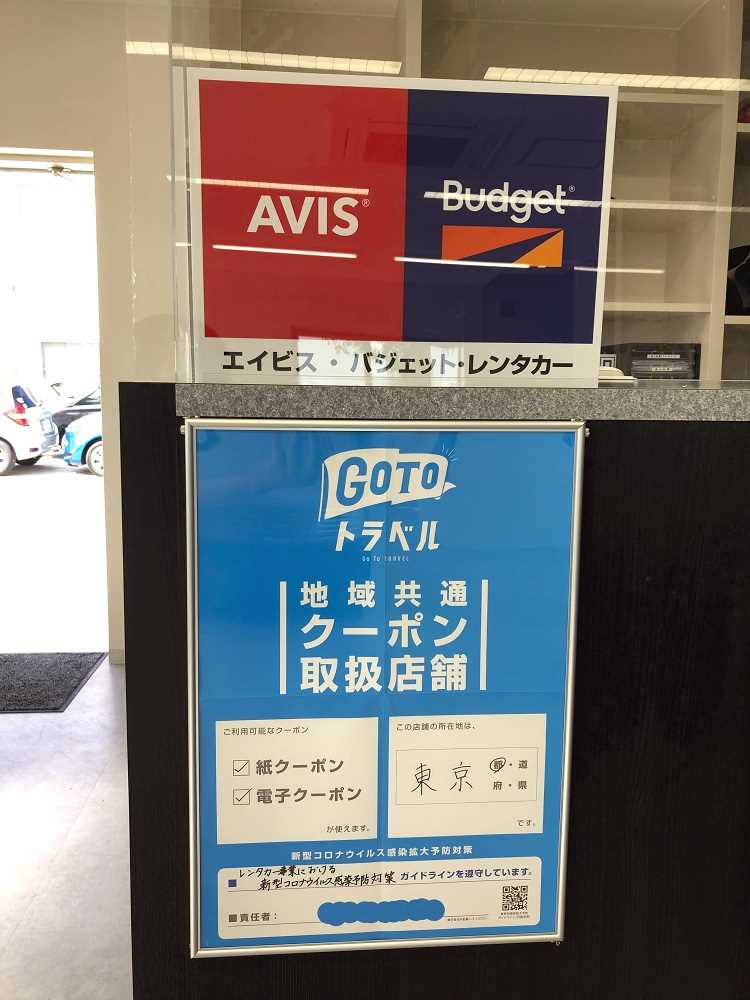 AVIS®
Budget®
エイビス・バジェット・レンタカー
GOTO
トラベル
Go To TRAVEL
地域共通
クーポン
取扱店舗
ご利用可能なクーポン
☑ 紙クーポン
☑ 電子クーポン
が使えます。
この店舗の所在地は、
東京 都・道
府・県
です。
新型コロナウイルス感染拡大予防対策
レンタカー事業における
■ 新型コロナウイルス感染予防対策 ガイドラインを遵守しています。
■責任者: